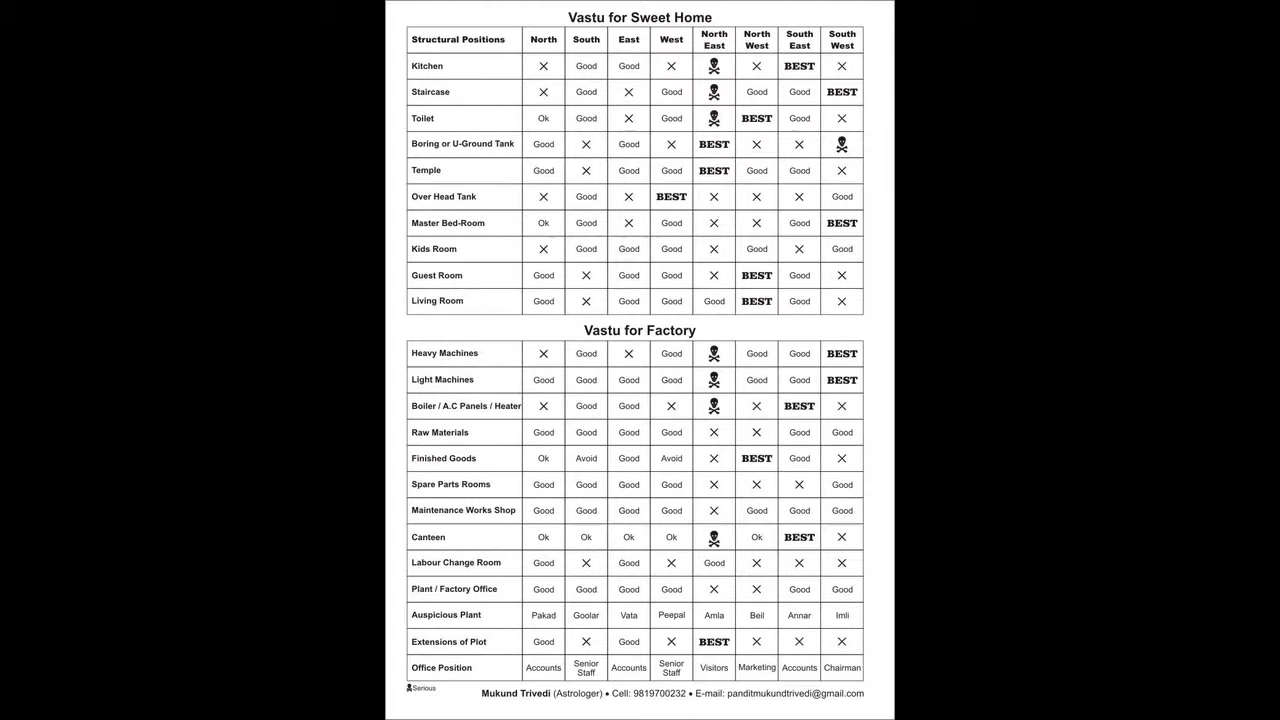 Vastu for Sweet Home
Structural Positions North South East West North East North West South East South West
Kitchen × Good Good × ☠ × BEST ×
Staircase × Good × Good ☠ Good Good BEST
Toilet Ok Good × Good ☠ BEST Good ×
Boring or U-Ground Tank Good × Good × BEST × × ☠
Temple Good × Good Good BEST Good Good ×
Over Head Tank × Good × BEST × × × Good
Master Bed-Room Ok Good × Good × × Good BEST
Kids Room × Good Good Good × Good × Good
Guest Room Good × Good Good × BEST Good ×
Living Room Good × Good Good Good BEST Good ×
Vastu for Factory
Heavy Machines × Good × Good ☠ Good Good BEST
Light Machines Good Good Good Good ☠ Good Good BEST
Boiler / A.C Panels / Heater × Good Good × ☠ × BEST ×
Raw Materials Good Good Good Good × × Good Good
Finished Goods Ok Avoid Good Avoid × BEST Good ×
Spare Parts Rooms Good Good Good Good × × × Good
Maintenance Works Shop Good Good Good Good × Good Good Good
Canteen Ok Ok Ok Ok ☠ Ok BEST ×
Labour Change Room Good × Good × Good × × ×
Plant / Factory Office Good Good Good Good × × Good Good
Auspicious Plant Pakad Goolar Vata Peepal Amla Beil Annar Imli
Extensions of Plot Good × Good × BEST × × ×
Office Position Accounts Senior Staff Accounts Senior Staff Visitors Marketing Accounts Chairman
☠Serious
Mukund Trivedi (Astrologer) • Cell: 9819700232 • E-mail: panditmukundtrivedi@gmail.com